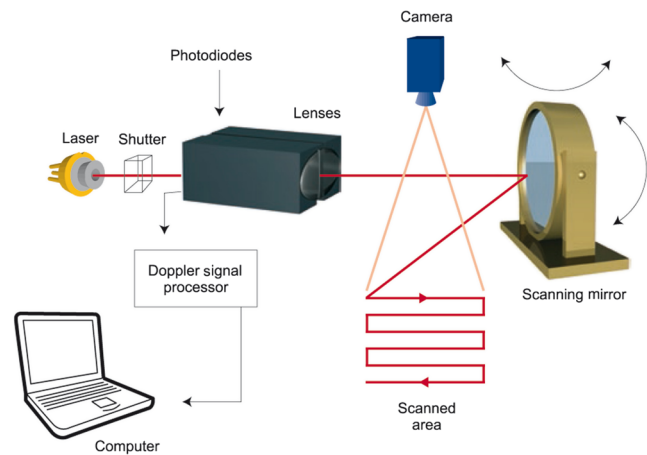 Camera
Photodiodes
Lenses
Laser
Shutter
Doppler signal
processor
Scanning mirror
Scanned
area
Computer